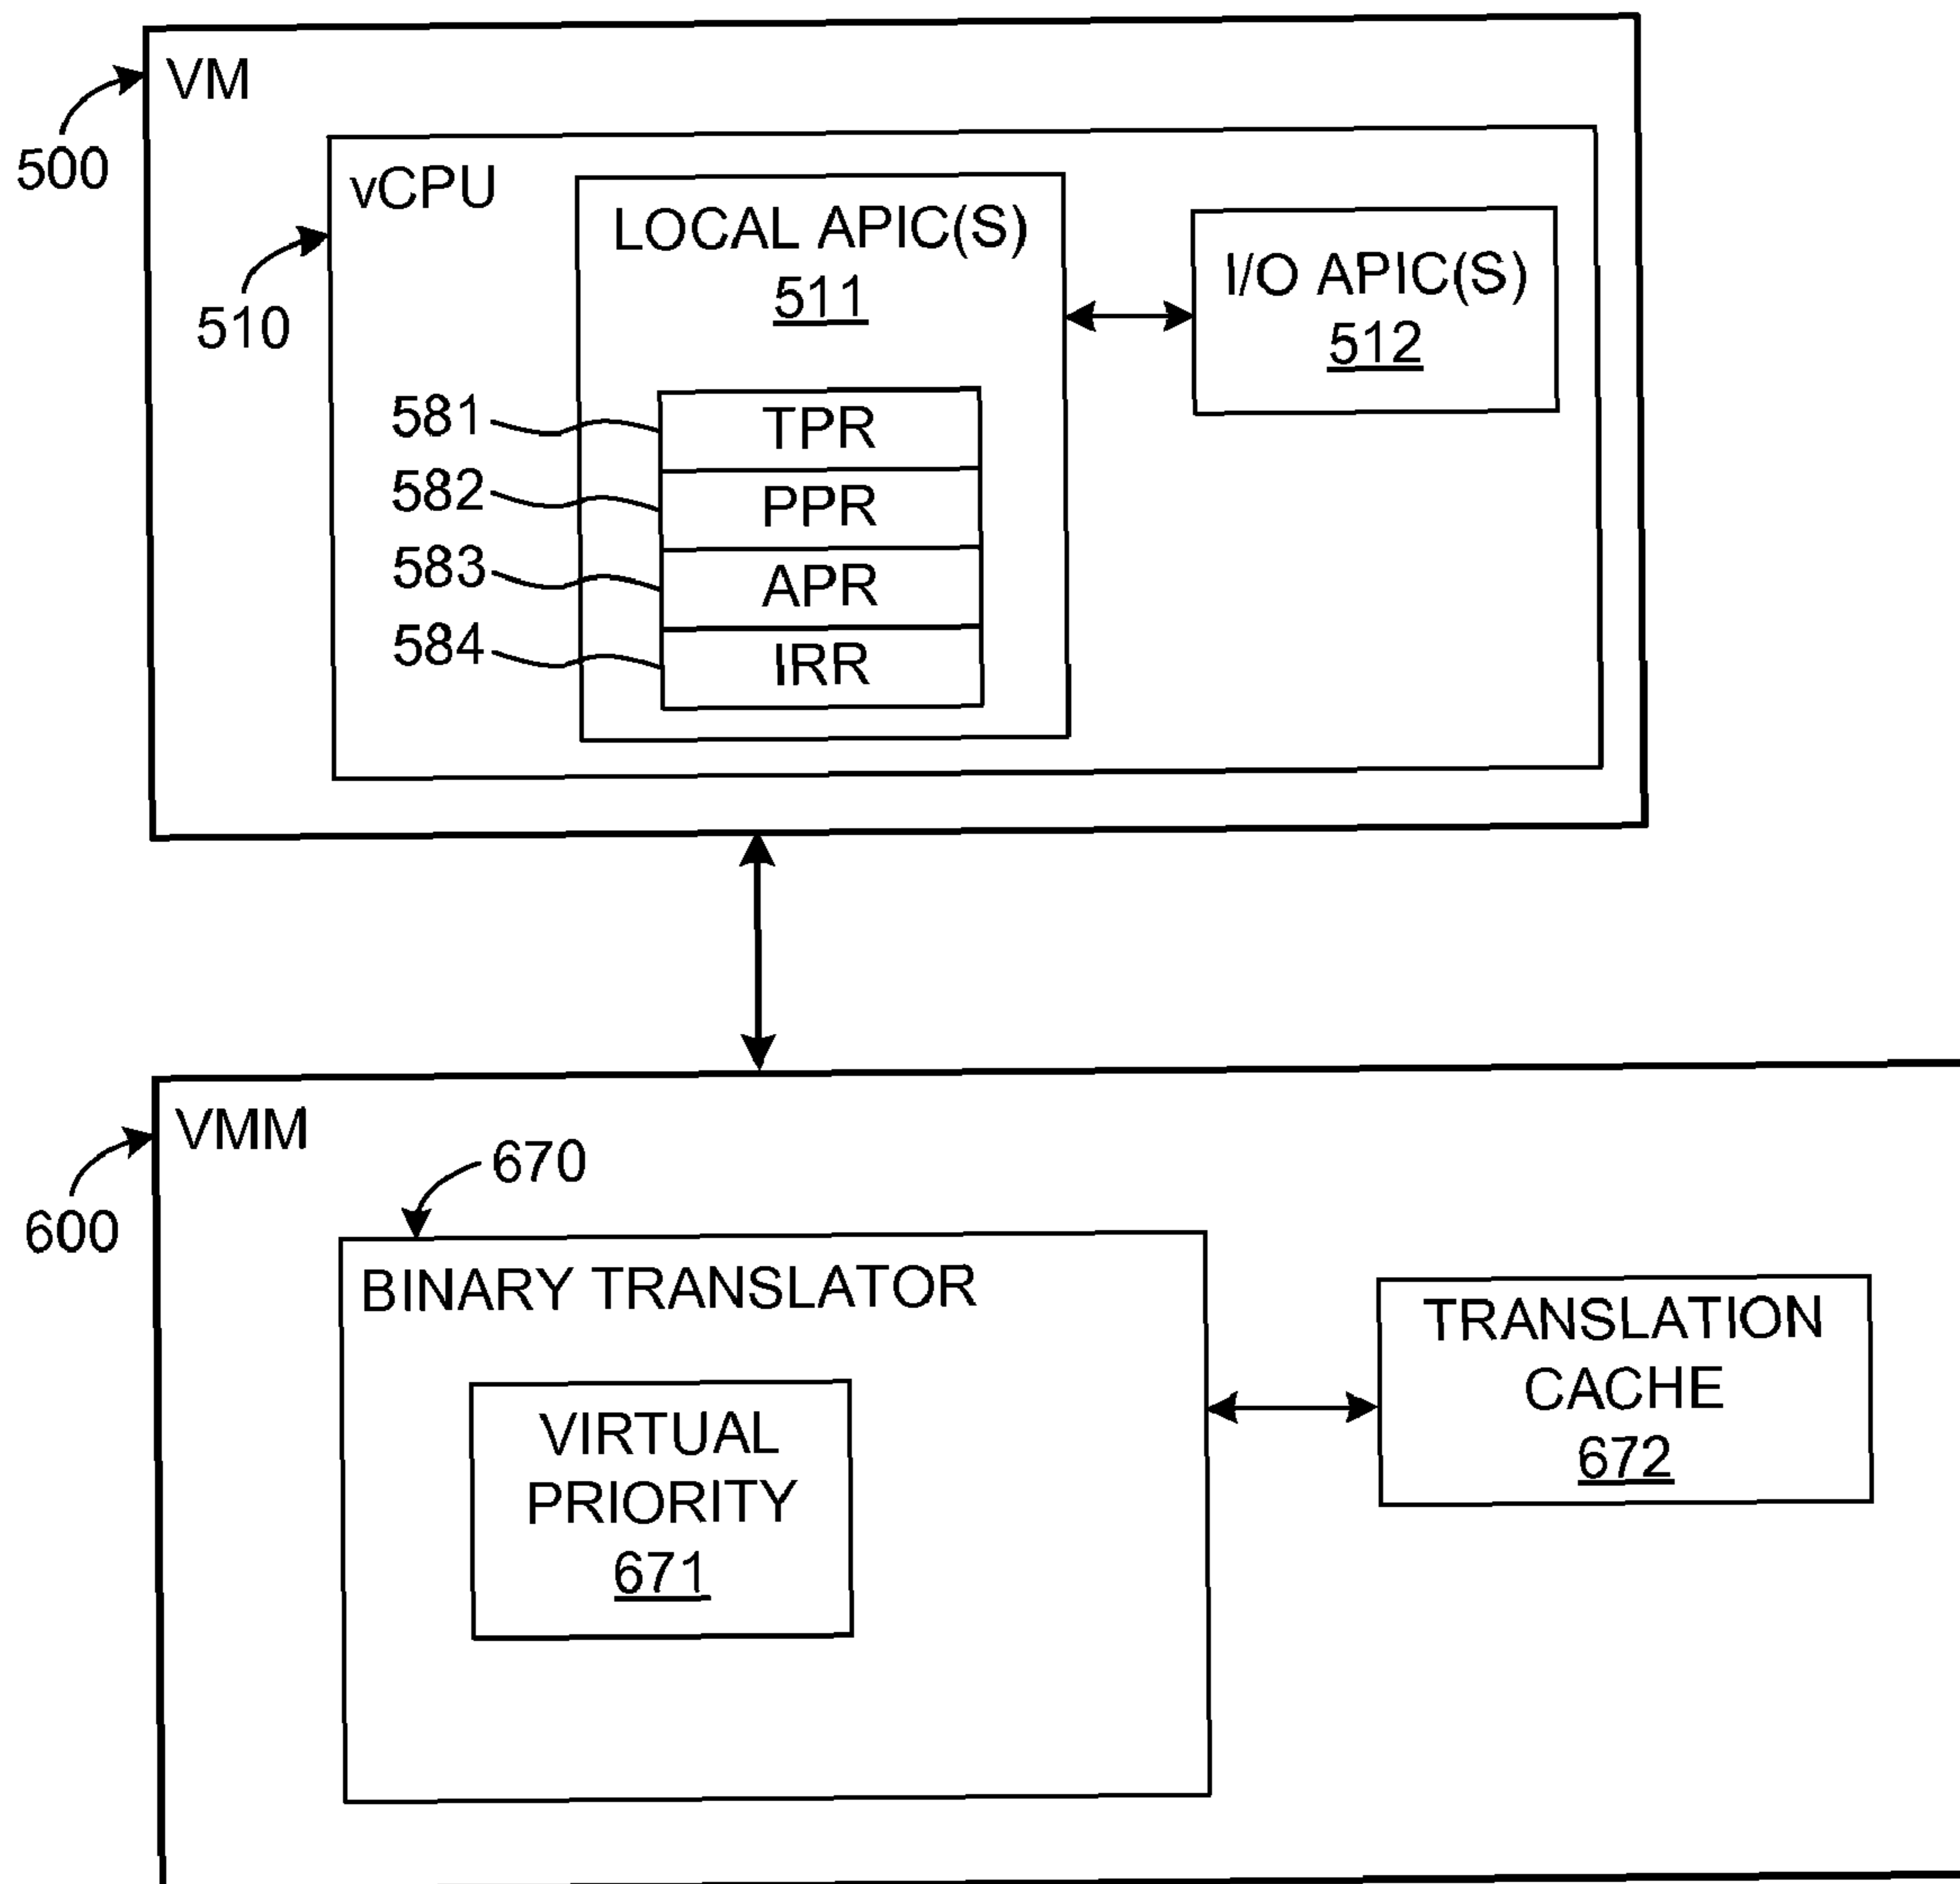 VM
500
vCPU
510
LOCAL APIC(S)
511
I/O APIC(S)
512
581
TPR
582
PPR
583
APR
584
IRR
VMM
600
670
BINARY TRANSLATOR
VIRTUAL
PRIORITY
671
TRANSLATION
CACHE
672